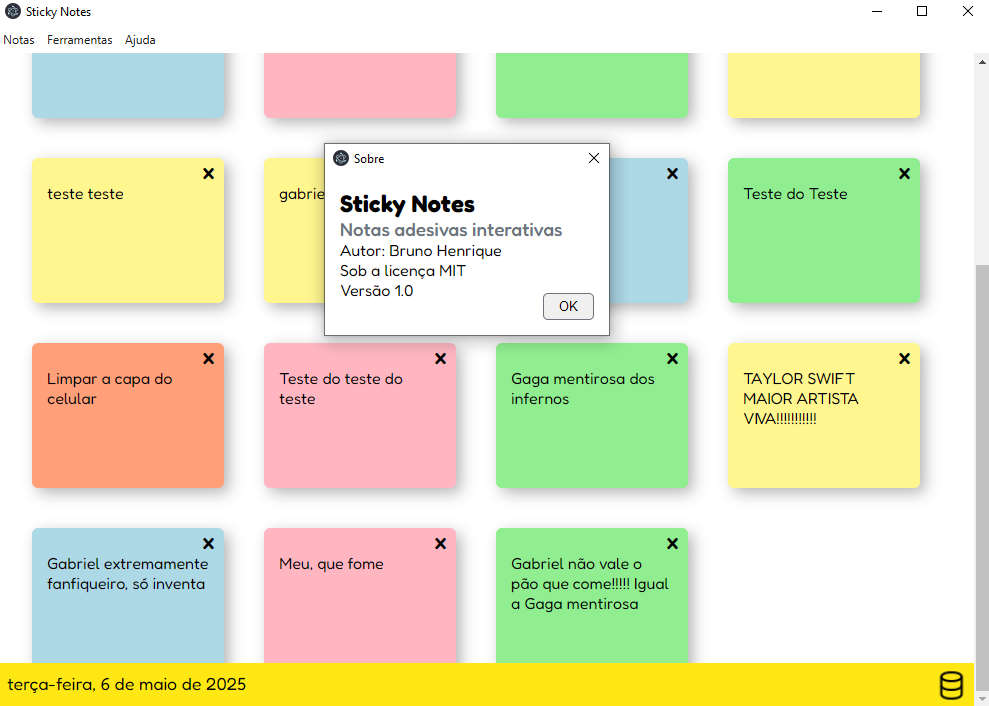 Sticky Notes
Notas Ferramentas Ajuda
Sobre
Sticky Notes
Notas adesivas interativas
Autor: Bruno Henrique
Sob a licença MIT
Versão 1.0
OK
teste teste
gabrie
Teste do Teste
Limpar a capa do
celular
Teste do teste do
teste
Gaga mentirosa dos
infernos
TAYLOR SWIFT
MAIOR ARTISTA
VIVA!!!!!!!!!!!
Gabriel extremamente
fanfiqueiro, só inventa
Meu, que fome
Gabriel não vale o
pão que come!!!!! Igual
a Gaga mentirosa
terça-feira, 6 de maio de 2025